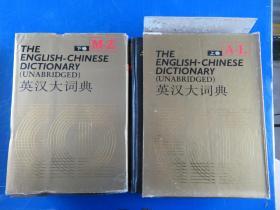 下卷
M-Z
THE
ENGLISH-CHINESE
DICTIONARY
(UNABRIDGED)
英汉大词典
上卷
A-L
THE
ENGLISH-CHINESE
DICTIONARY
(UNABRIDGED)
英汉大词典